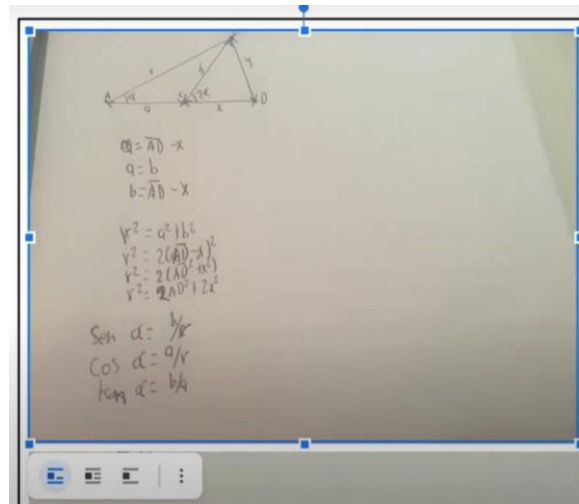 r
b
y
A
α
2α
D
a
x
a = AD - x
a = b
b = AD - x
r² = a² + b²
r² = 2(AD - x)²
r² = 2(AD² + x²)
r² = 2AD² + 2x²
Sen α = b/r
Cos α = a/r
tang α = b/a